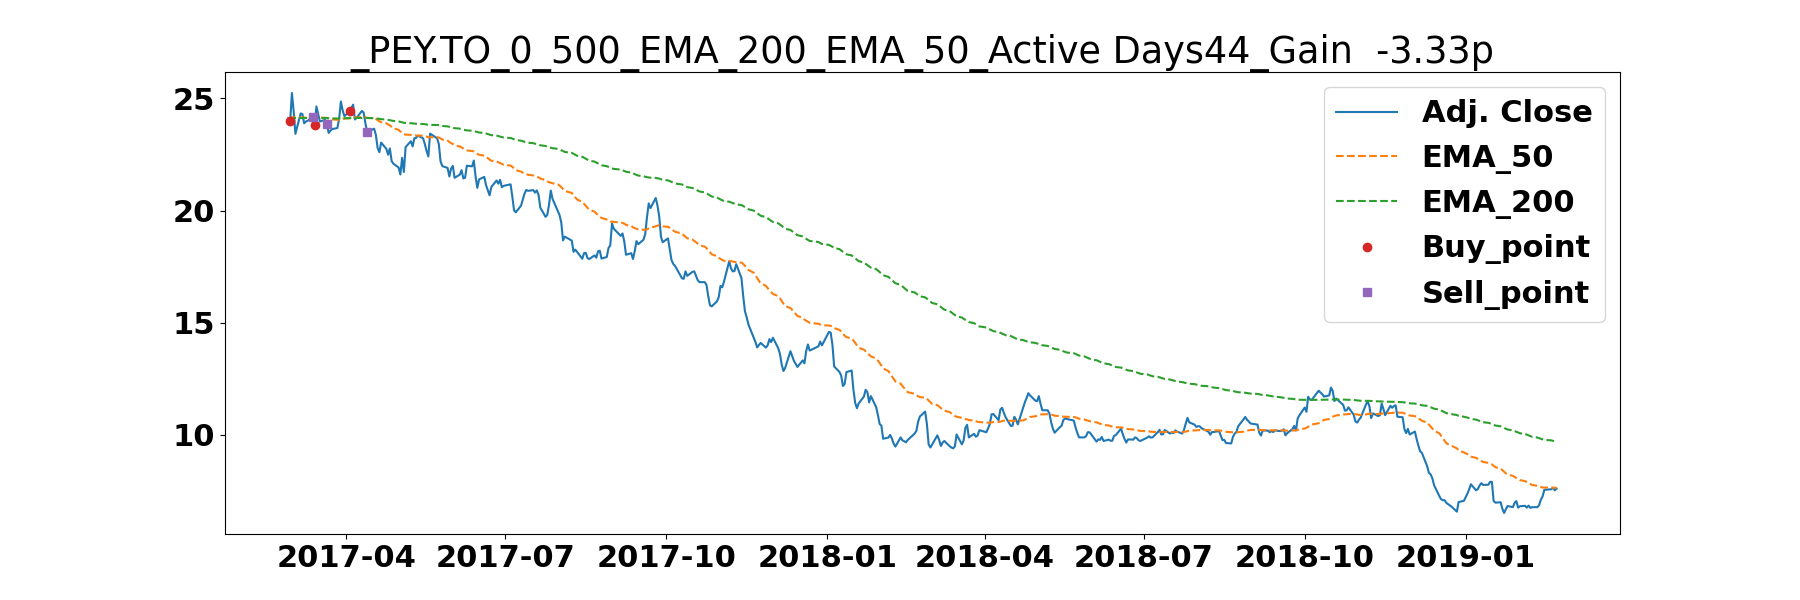 _PEY.TO_0_500_EMA_200_EMA_50_Active Days44_Gain  -3.33p
25
20
15
10
Adj. Close
EMA_50
EMA_200
Buy_point
Sell_point
2017-04 2017-07 2017-10 2018-01 2018-04 2018-07 2018-10 2019-01